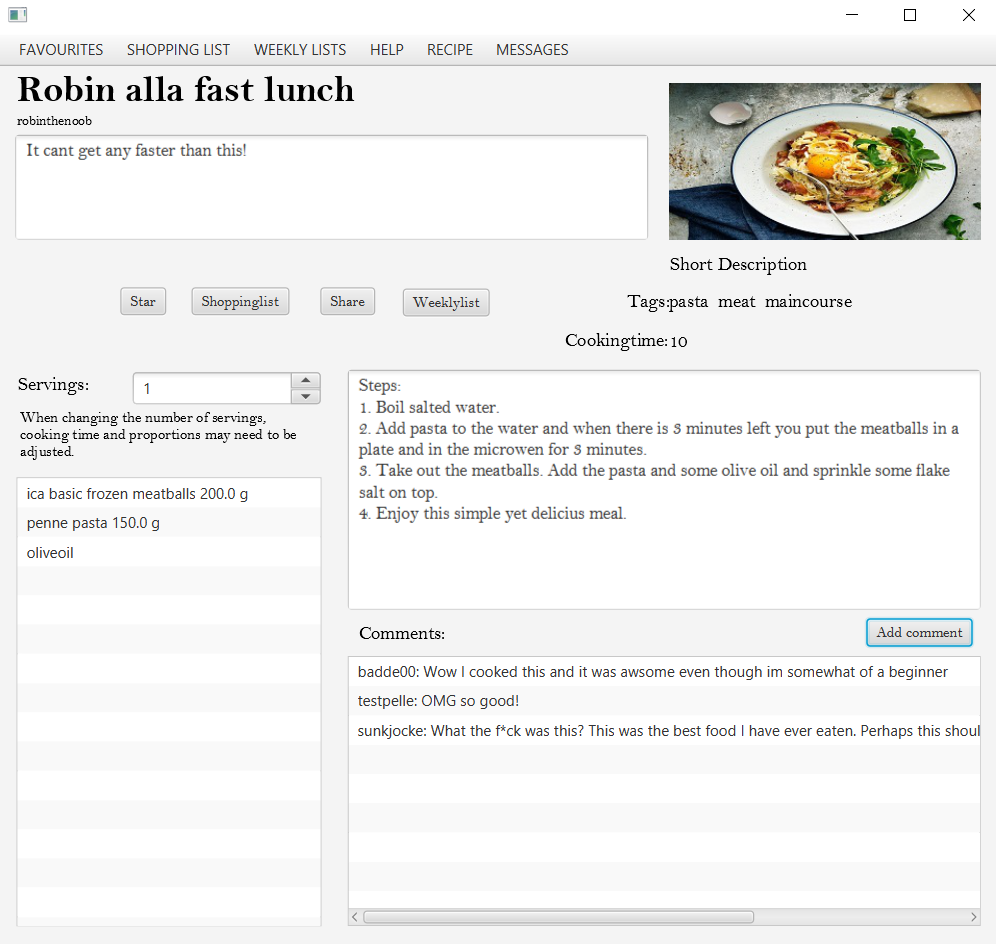 FAVOURITES SHOPPING LIST WEEKLY LISTS HELP RECIPE MESSAGES
Robin alla fast lunch
robinthenoob
It cant get any faster than this!
Short Description
Star Shoppinglist Share Weeklylist
Tags:pasta meat maincourse
Cookingtime: 10
Servings: 1
When changing the number of servings,
cooking time and proportions may need to be
adjusted.
ica basic frozen meatballs 200.0 g
penne pasta 150.0 g
oliveoil
Steps:
1. Boil salted water.
2. Add pasta to the water and when there is 3 minutes left you put the meatballs in a
plate and in the microwen for 3 minutes.
3. Take out the meatballs. Add the pasta and some olive oil and sprinkle some flake
salt on top.
4. Enjoy this simple yet delicius meal.
Comments:
Add comment
badde00: Wow I cooked this and it was awsome even though im somewhat of a beginner
testpelle: OMG so good!
sunkjocke: What the f*ck was this? This was the best food I have ever eaten. Perhaps this shoul